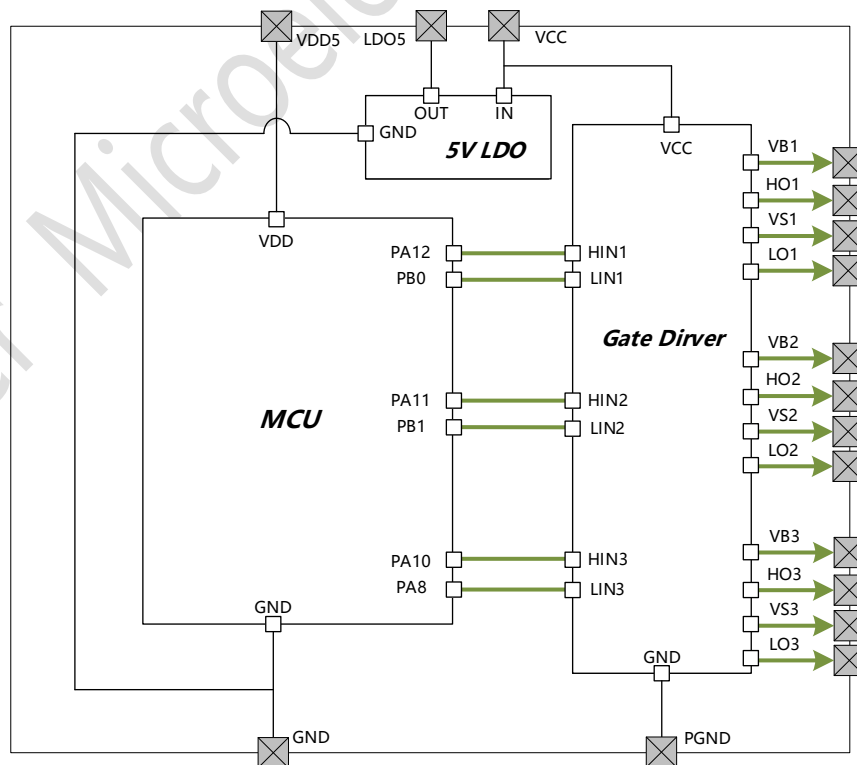 VDD5
LDO5
VCC
OUT
IN
GND
5V LDO
VCC
VB1
HO1
VS1
LO1
VDD
PA12
PB0
HIN1
LIN1
Gate Dirver
VB2
HO2
VS2
LO2
MCU
PA11
PB1
HIN2
LIN2
VB3
HO3
VS3
LO3
PA10
PA8
HIN3
LIN3
GND
GND
GND
PGND